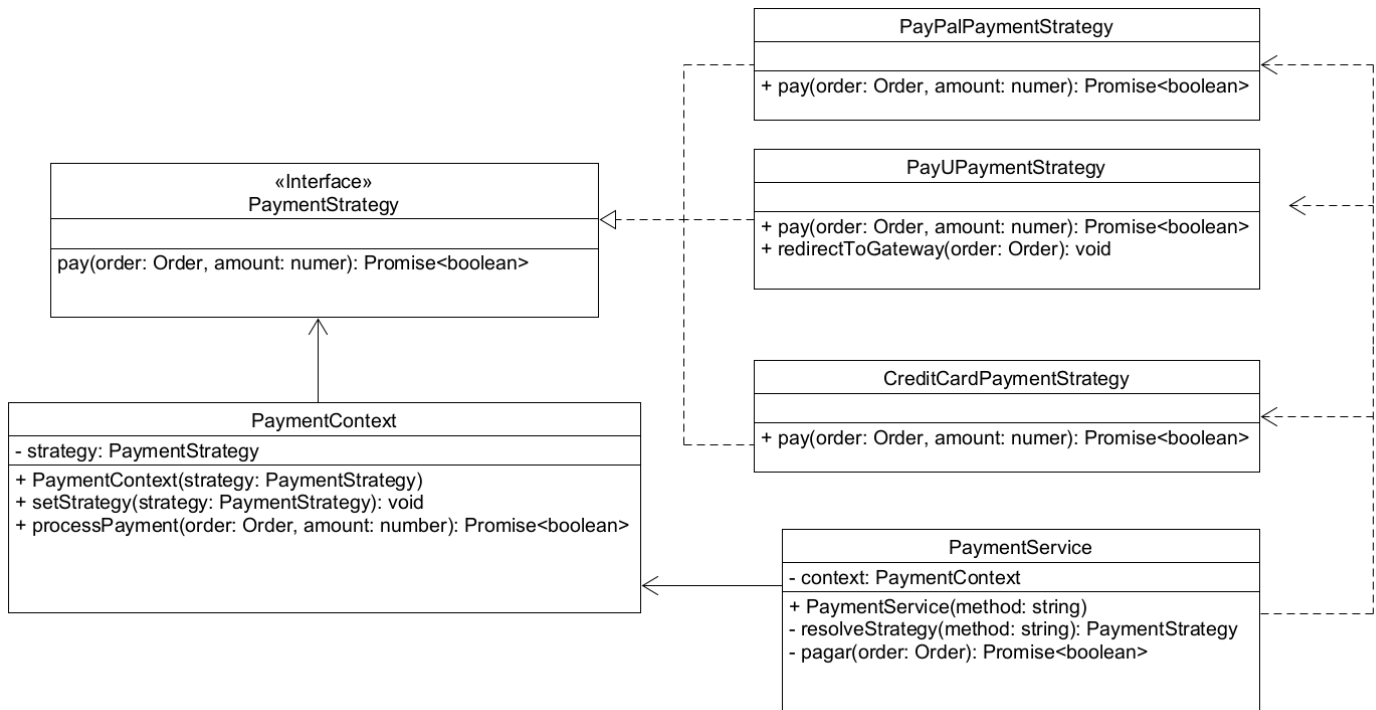 PayPalPaymentStrategy
+ pay(order: Order, amount: numer): Promise<boolean>
«Interface»
PaymentStrategy
pay(order: Order, amount: numer): Promise<boolean>
PayUPaymentStrategy
+ pay(order: Order, amount: numer): Promise<boolean>
+ redirectToGateway(order: Order): void
CreditCardPaymentStrategy
+ pay(order: Order, amount: numer): Promise<boolean>
PaymentContext
- strategy: PaymentStrategy
+ PaymentContext(strategy: PaymentStrategy)
+ setStrategy(strategy: PaymentStrategy): void
+ processPayment(order: Order, amount: number): Promise<boolean>
PaymentService
- context: PaymentContext
+ PaymentService(method: string)
- resolveStrategy(method: string): PaymentStrategy
- pagar(order: Order): Promise<boolean>